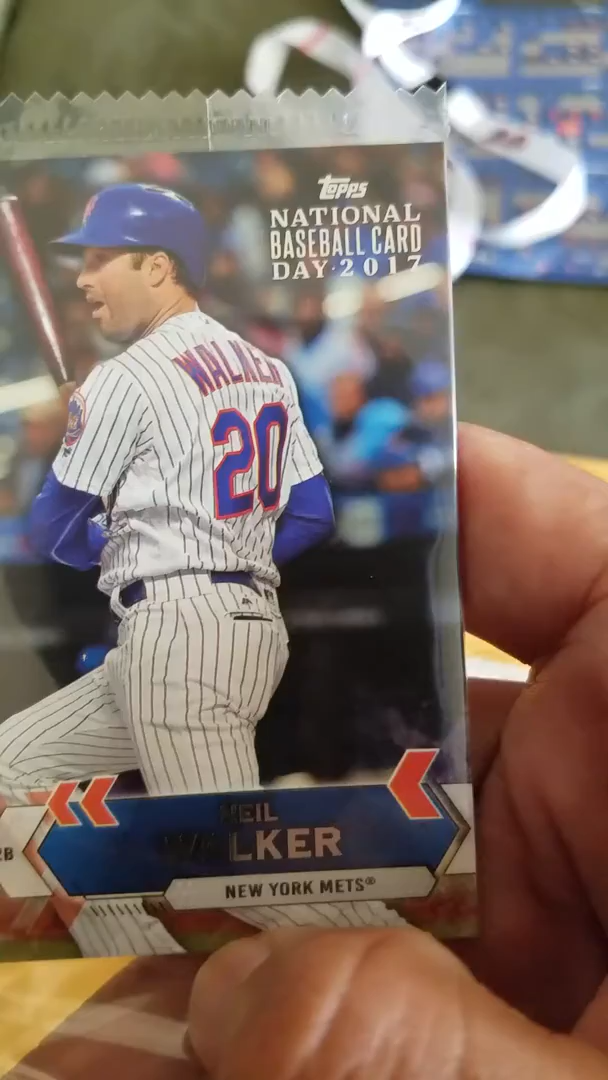 Topps
NATIONAL
BASEBALL CARD
DAY·2017
WALKER
20
2B
NEIL
WALKER
NEW YORK METS®